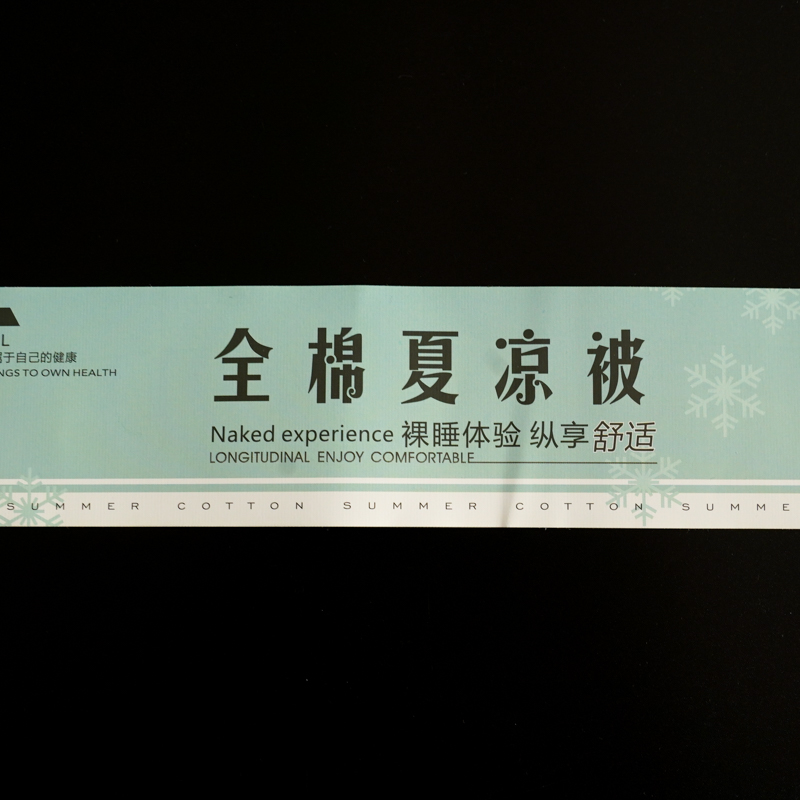 L
属于自己的健康
NGS TO OWN HEALTH
全棉夏凉被
Naked experience 裸睡体验 纵享舒适
LONGITUDINAL ENJOY COMFORTABLE
SUMMER COTTON SUMMER COTTON SUMME